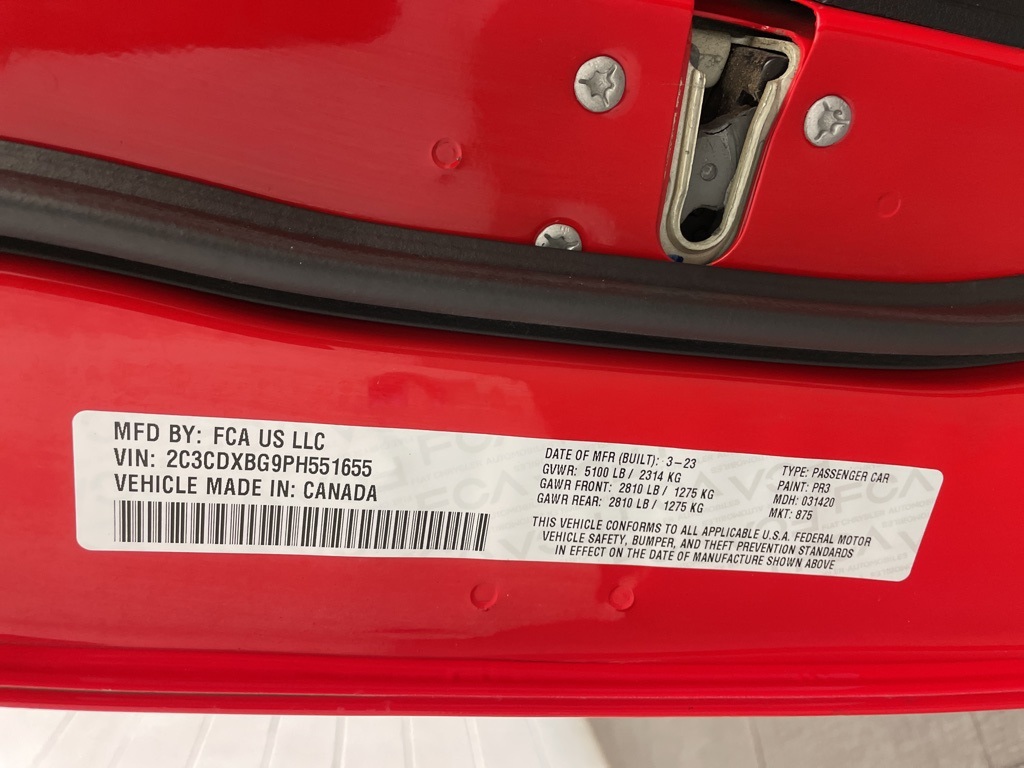 MFD BY: FCA US LLC
VIN: 2C3CDXBG9PH551655
VEHICLE MADE IN: CANADA
DATE OF MFR (BUILT): 3-23
GVWR: 5100 LB / 2314 KG
GAWR FRONT: 2810 LB / 1275 KG
GAWR REAR: 2810 LB / 1275 KG
TYPE: PASSENGER CAR
PAINT: PR3
MDH: 031420
MKT: 875
THIS VEHICLE CONFORMS TO ALL APPLICABLE U.S.A. FEDERAL MOTOR
VEHICLE SAFETY, BUMPER, AND THEFT PREVENTION STANDARDS
IN EFFECT ON THE DATE OF MANUFACTURE SHOWN ABOVE